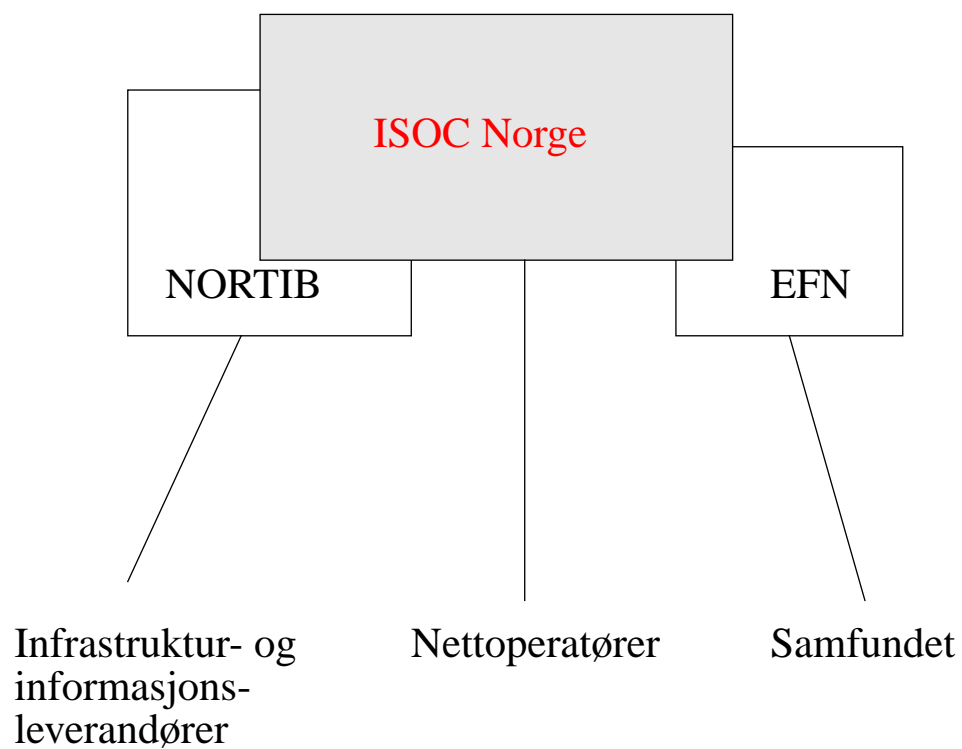 ISOC Norge
NORTIB
EFN
Infrastruktur- og
informasjons-
leverandører
Nettoperatører
Samfundet